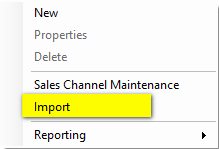 New
Properties
Delete
Sales Channel Maintenance
Import
Reporting